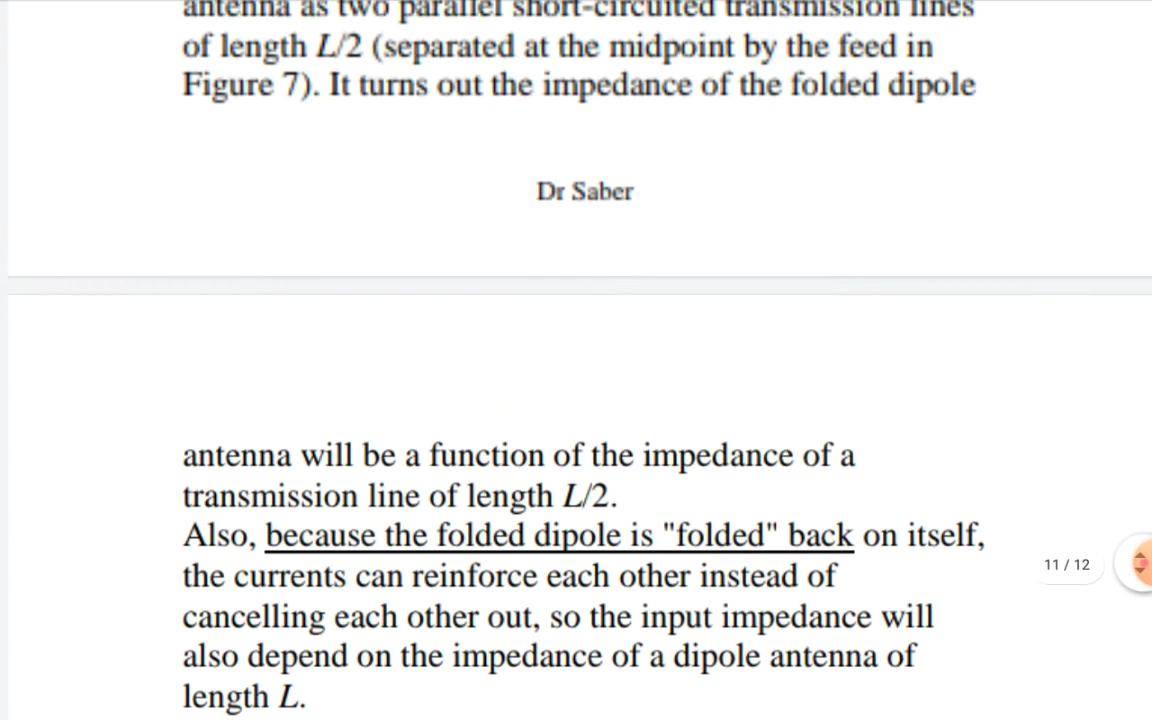 antenna as two parallel short-circuited transmission lines
of length L/2 (separated at the midpoint by the feed in
Figure 7). It turns out the impedance of the folded dipole
Dr Saber
antenna will be a function of the impedance of a
transmission line of length L/2.
Also, because the folded dipole is "folded" back on itself,
the currents can reinforce each other instead of
cancelling each other out, so the input impedance will
also depend on the impedance of a dipole antenna of
length L.
11 / 12